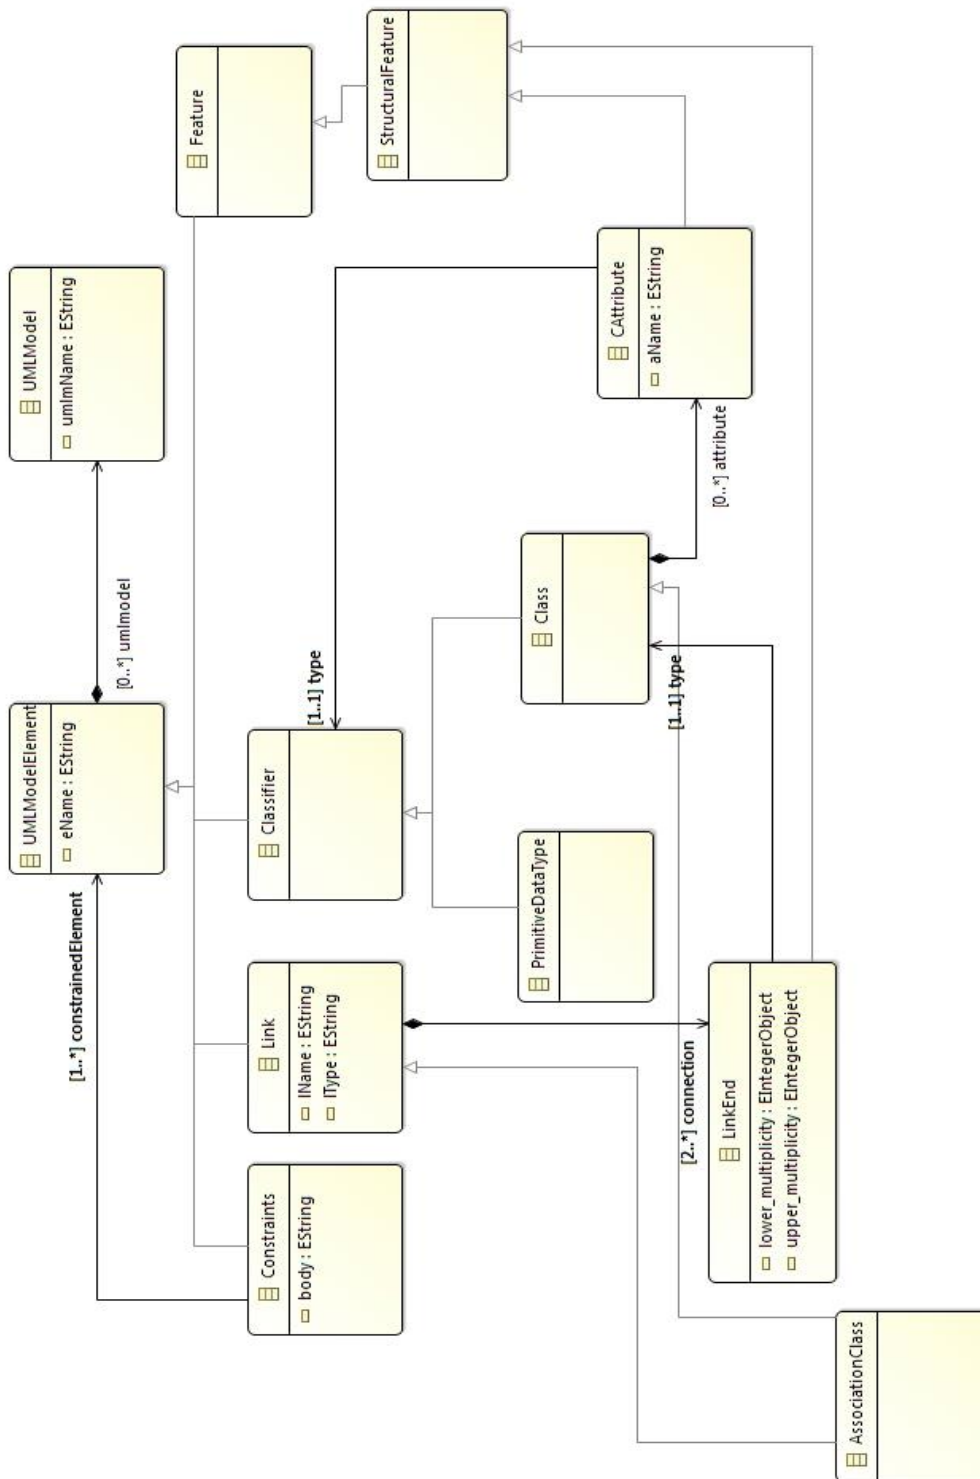 UMLModelElement
eName : EString
UMLModel
umlmName : EString
[1..*] constrainedElement
[0..*] umlmodel
Constraints
body : EString
Link
lName : EString
lType : EString
Classifier
Feature
[1..1] type
StructuralFeature
PrimitiveDataType
Class
CAttribute
aName : EString
[2..*] connection
[1..1] type
[0..*] attribute
LinkEnd
lower_multiplicity : EIntegerObject
upper_multiplicity : EIntegerObject
AssociationClass